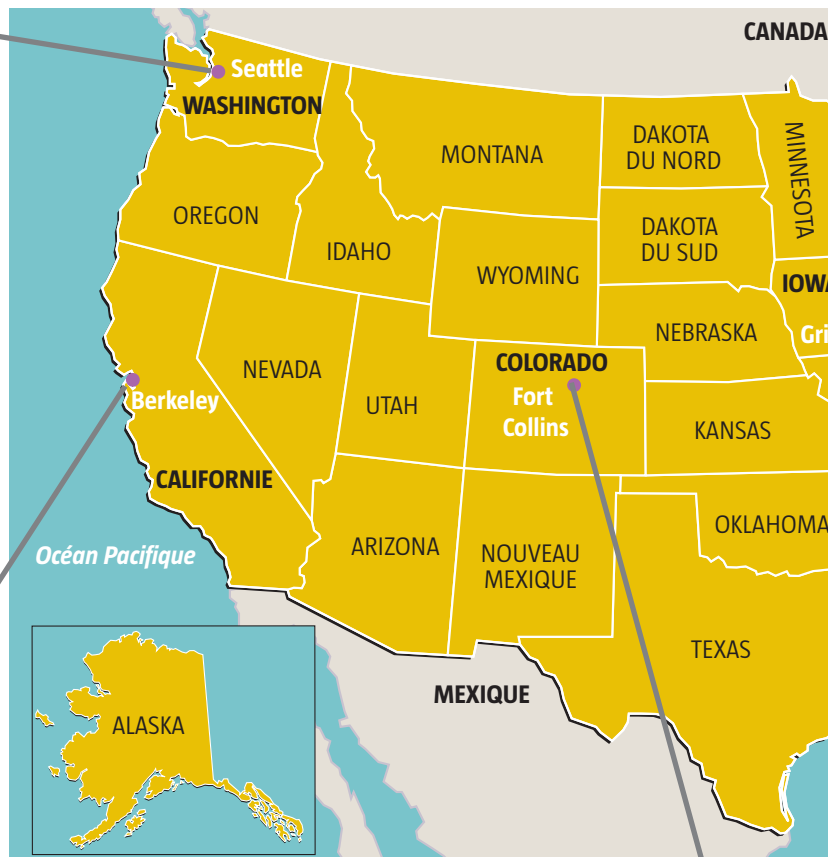 CANADA
Seattle
WASHINGTON
MONTANA
DAKOTA
DU NORD
MINNESOTA
OREGON
IDAHO
DAKOTA
DU SUD
WYOMING
IOWA
NEBRASKA
Gri
COLORADO
NEVADA
Berkeley
UTAH
Fort
Collins
KANSAS
CALIFORNIE
OKLAHOMA
ARIZONA
NOUVEAU
MEXIQUE
Océan Pacifique
TEXAS
MEXIQUE
ALASKA